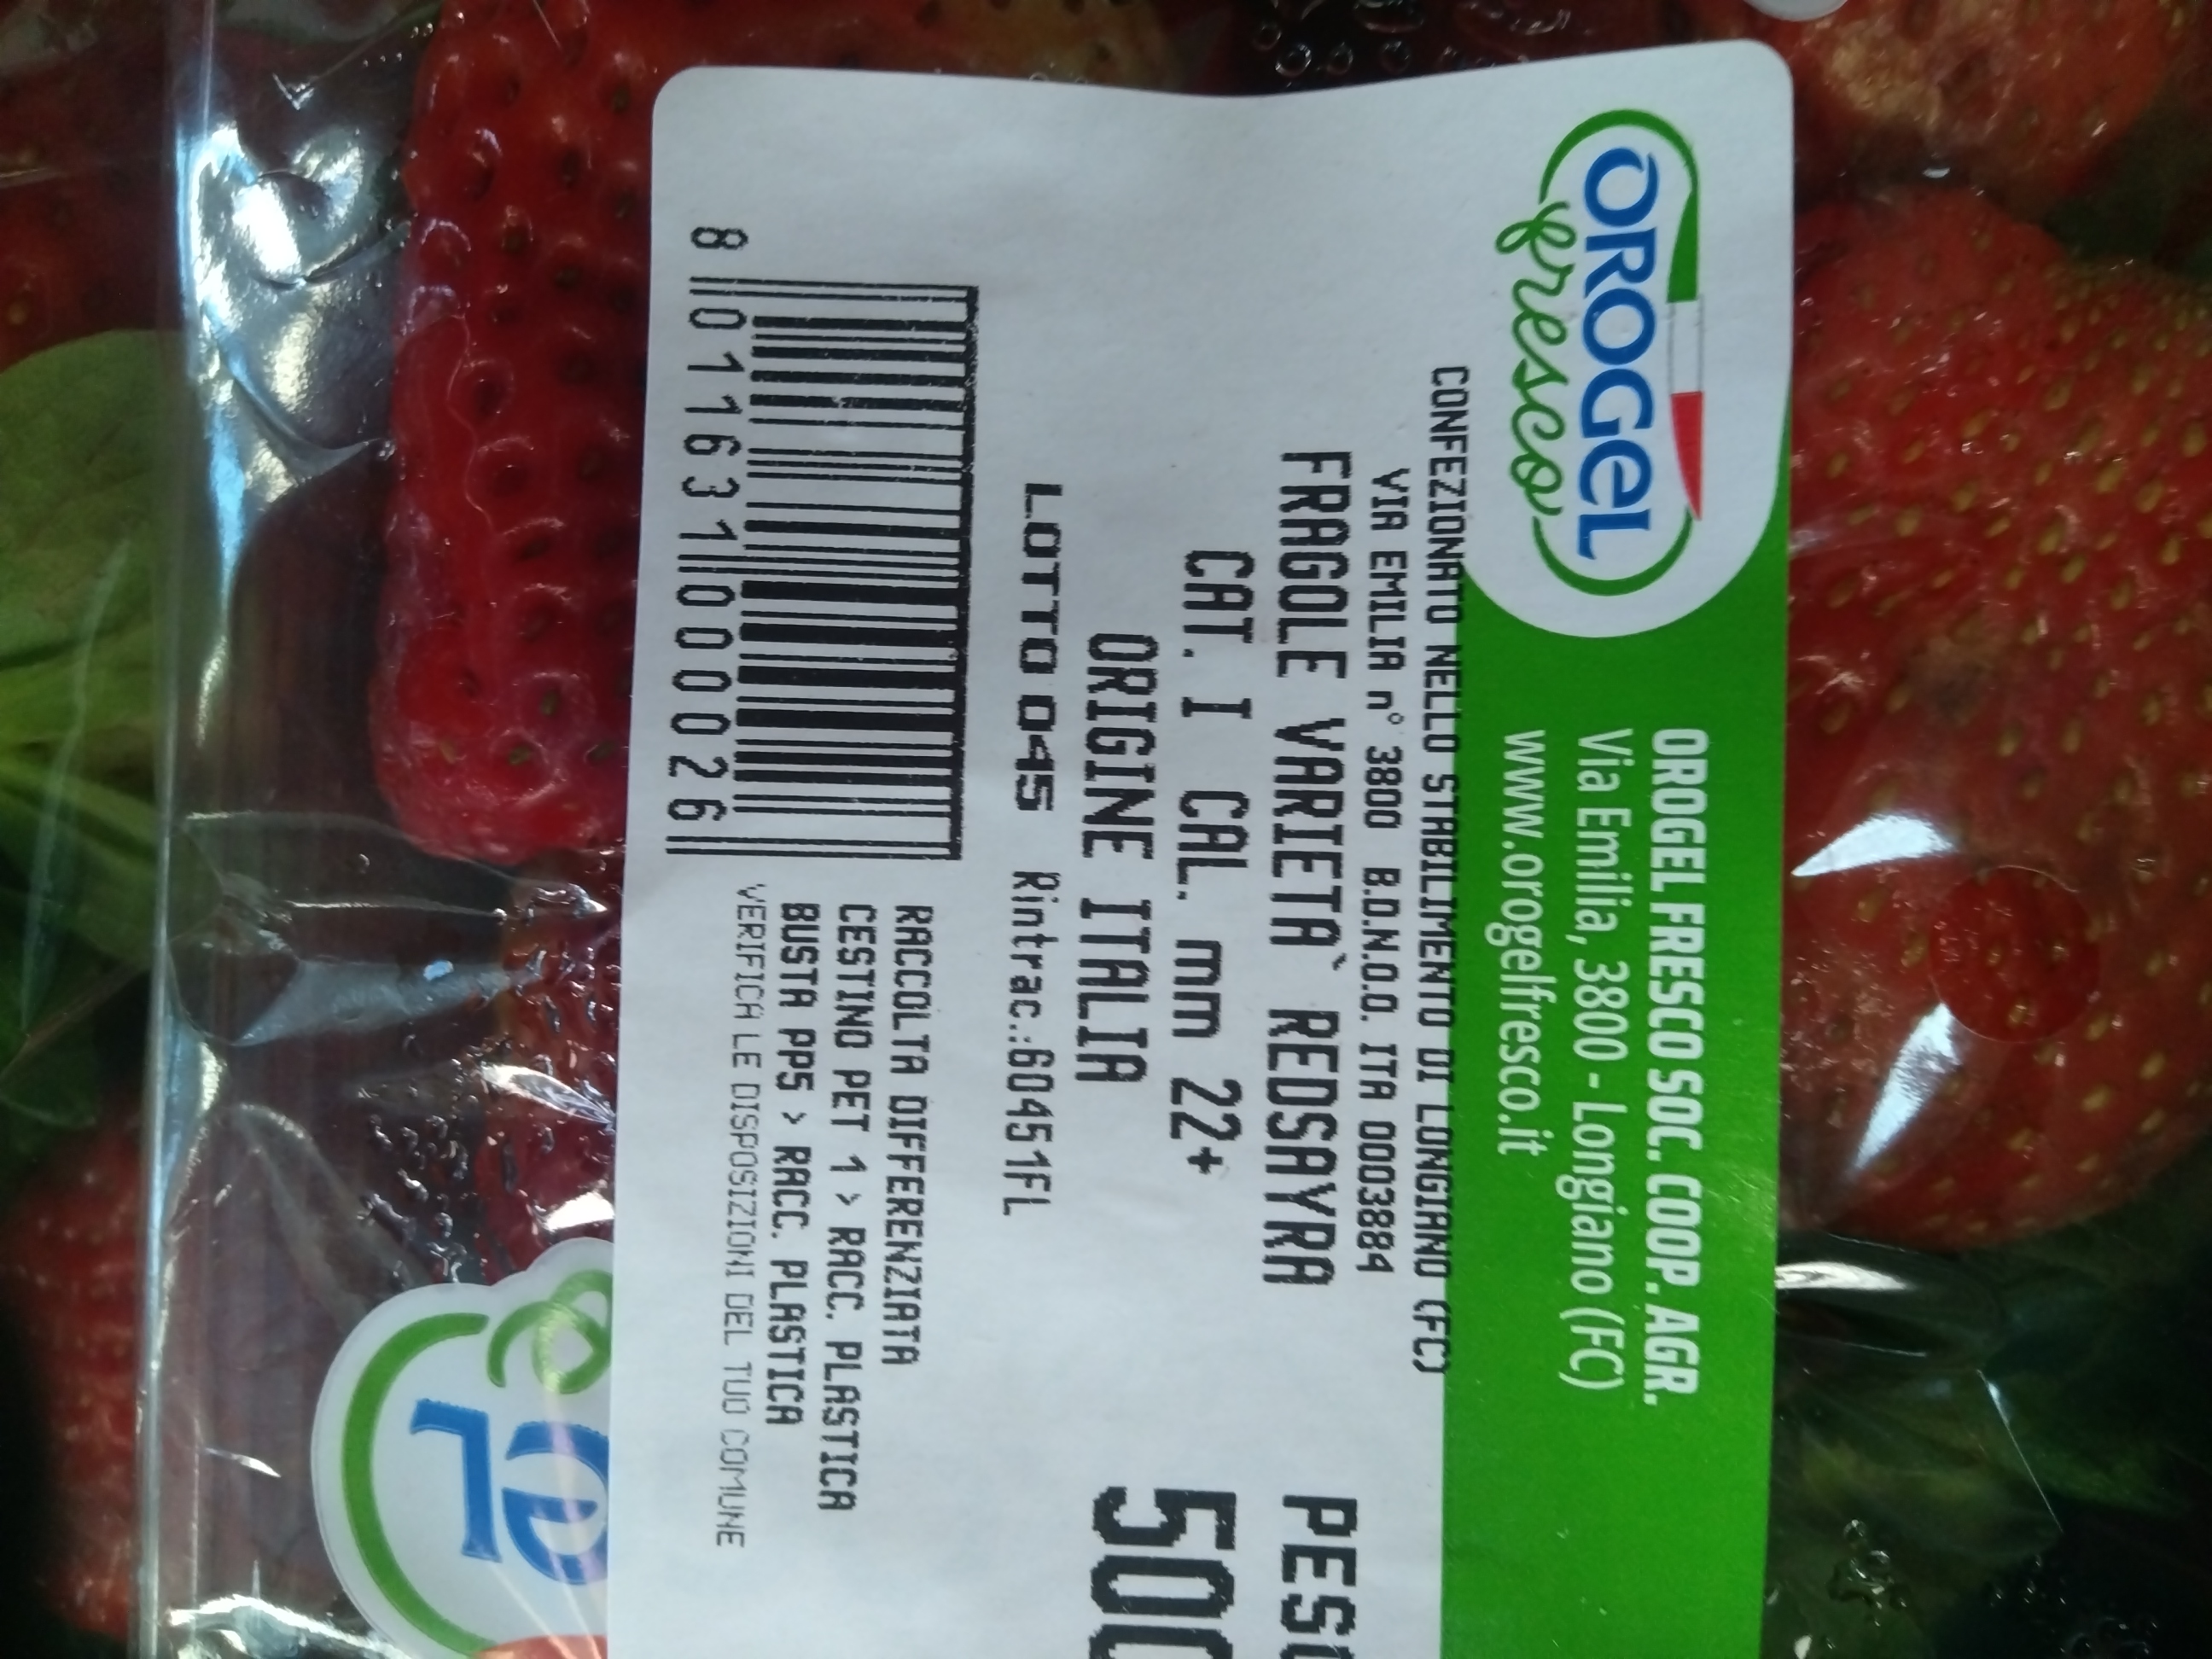 OROGEL
fresco
OROGEL FRESCO SOC. COOP. AGR.
Via Emilia, 3800 - Longiano (FC)
www.orogelfresco.it
CONFEZIONATO NELLO STABILIMENTO DI LONGIANO (FC)
VIA EMILIA n° 3800 B.D.N.O.O. ITA 0003884
FRAGOLE VARIETA` REDSAYRA
CAT. I CAL. mm 22+
ORIGINE ITALIA
PESO
500
LOTTO 045 Rintrac.:60451FL
RACCOLTA DIFFERENZIATA
CESTINO PET 1 > RACC. PLASTICA
BUSTA PP5 > RACC. PLASTICA
VERIFICA LE DISPOSIZIONI DEL TUO COMUNE
8 011631 000026